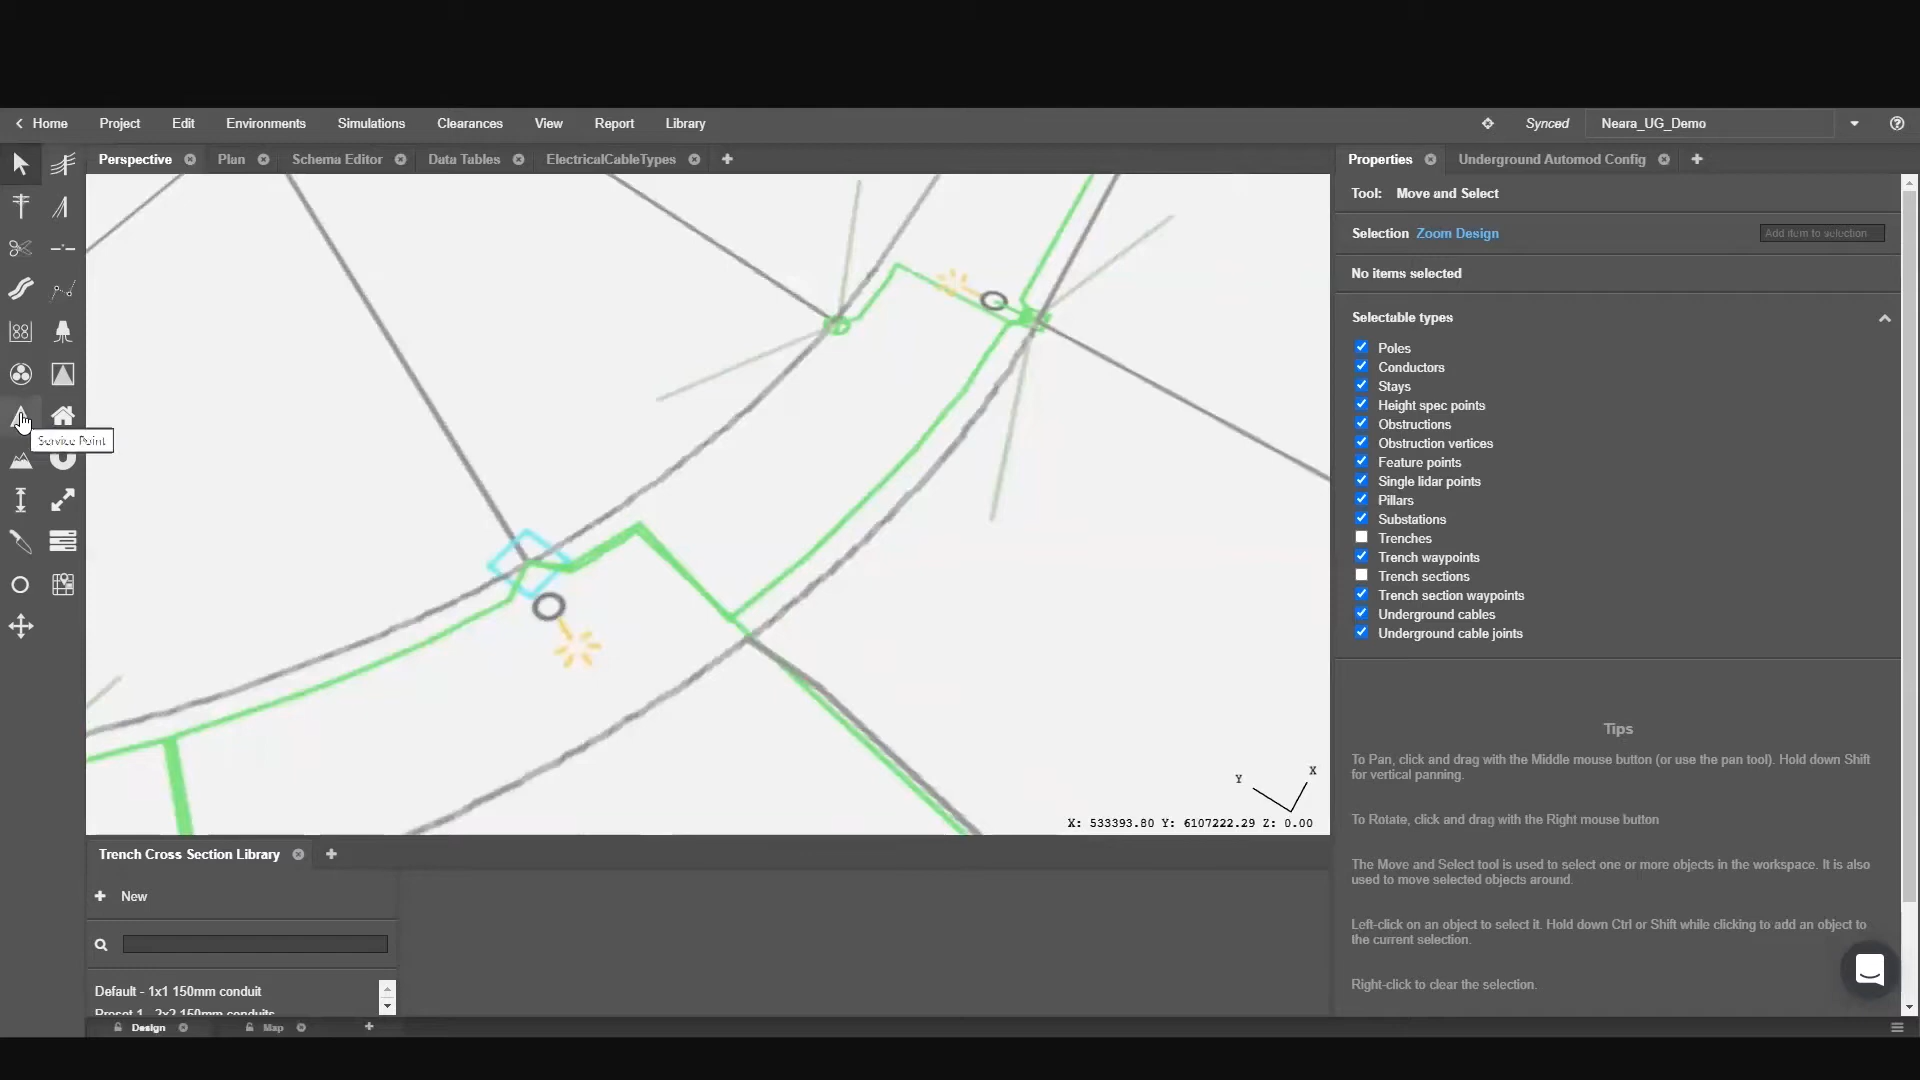 Home Project Edit Environments Simulations Clearances View Report Library Synced Neara_UG_Demo
Perspective Plan Schema Editor Data Tables ElectricalCableTypes
Properties Underground Automod Config
Tool: Move and Select
Selection Zoom Design Add item to selection
No items selected
Selectable types
Poles
Conductors
Stays
Height spec points
Obstructions
Obstruction vertices
Feature points
Single lidar points
Pillars
Substations
Trenches
Trench waypoints
Trench sections
Trench section waypoints
Underground cables
Underground cable joints
Service Point
Y X
X: 533393.80 Y: 6107222.29 Z: 0.00
Tips
To Pan, click and drag with the Middle mouse button (or use the pan tool). Hold down Shift
for vertical panning.
To Rotate, click and drag with the Right mouse button
The Move and Select tool is used to select one or more objects in the workspace. It is also
used to move selected objects around.
Left-click on an object to select it. Hold down Ctrl or Shift while clicking to add an object to
the current selection.
Right-click to clear the selection.
Trench Cross Section Library
New
Default - 1x1 150mm conduit
Preset 1 - 2x2 150mm conduits
Design Map